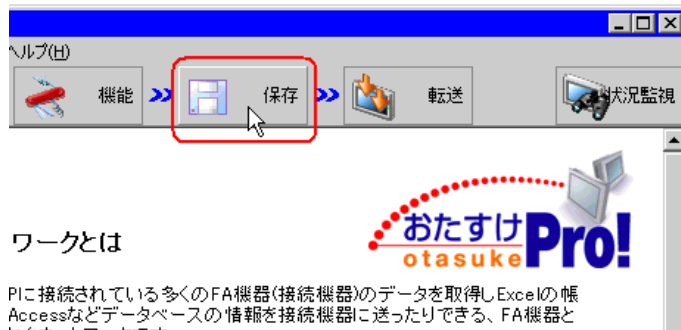 ヘルプ(H)
機能 保存 転送 状況監視
おたすけPro!
otasuke
ワークとは
PIに接続されている多くのFA機器(接続機器)のデータを取得しExcelの帳
Accessなどデータベースの情報を接続機器に送ったりできる、FA機器と